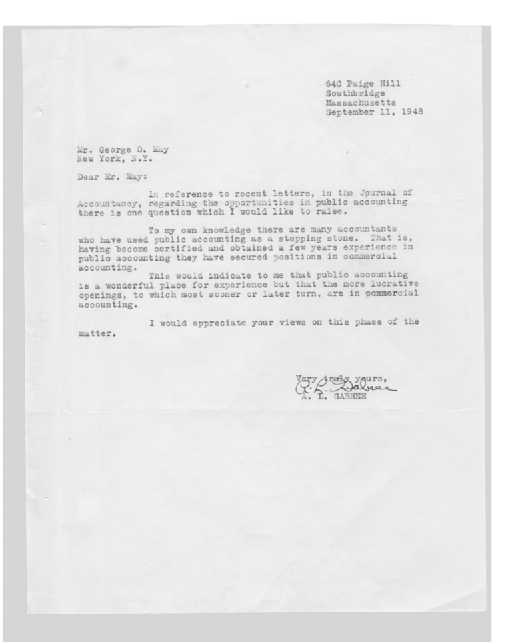 64C Paige Hill
Southbridge
Massachusetts
September 11, 1948
Mr. George O. May
New York, N.Y.
Dear Mr. May:
In reference to recent letters, in the Journal of
Accountancy, regarding the opportunities in public accounting
there is one question which I would like to raise.
To my own knowledge there are many accountants
who have used public accounting as a stepping stone. That is,
having become certified and obtained a few years experience in
public accounting they have secured positions in commercial
accounting.
This would indicate to me that public accounting
is a wonderful place for experience but that the more lucrative
openings, to which most sooner or later turn, are in commercial
accounting.
I would appreciate your views on this phase of the
matter.
Very truly yours,